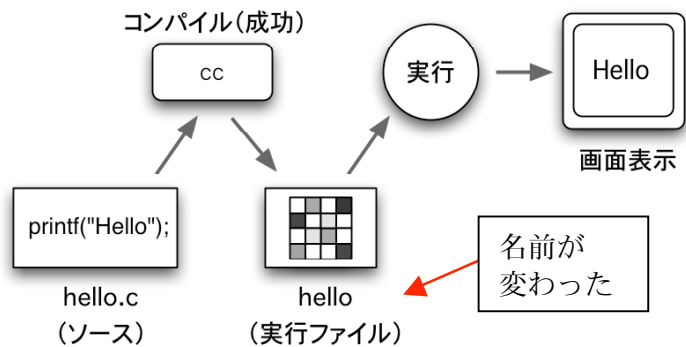 コンパイル(成功)
cc
実行
Hello
画面表示
printf("Hello");
hello.c
(ソース)
hello
(実行ファイル)
名前が
変わった